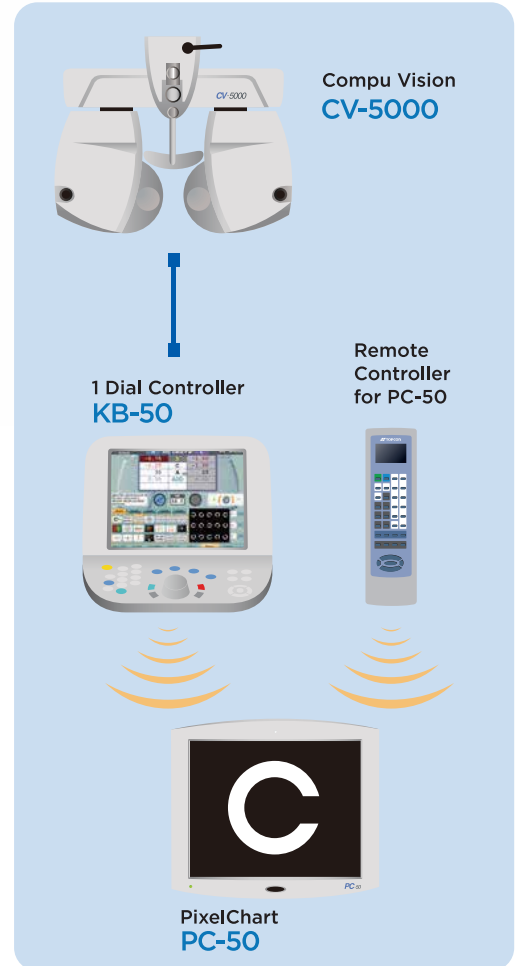 CV-5000
Compu Vision
CV-5000
1 Dial Controller
KB-50
Remote
Controller
for PC-50
TOPCON
C
PC-50
PixelChart
PC-50